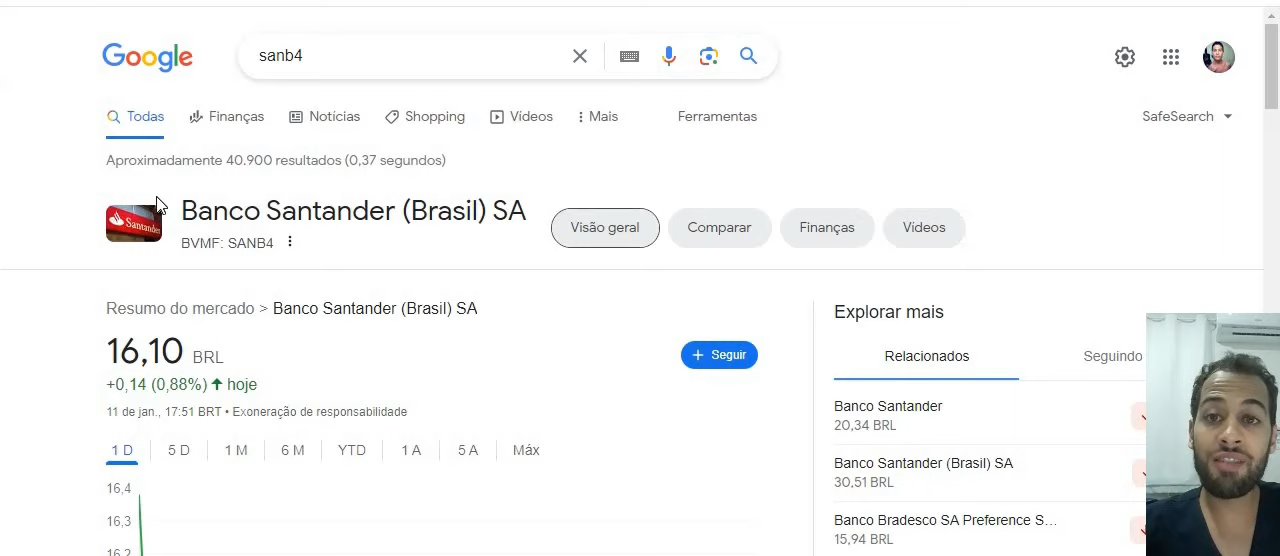 Google
sanb4
Todas
Finanças
Notícias
Shopping
Vídeos
Mais
Ferramentas
SafeSearch
Aproximadamente 40.900 resultados (0,37 segundos)
Santander
Banco Santander (Brasil) SA
BVMF: SANB4
Visão geral
Comparar
Finanças
Vídeos
Resumo do mercado > Banco Santander (Brasil) SA
16,10 BRL
+ Seguir
+0,14 (0,88%) ↑ hoje
11 de jan., 17:51 BRT • Exoneração de responsabilidade
1 D
5 D
1 M
6 M
YTD
1 A
5 A
Máx
16,4
16,3
16,2
Explorar mais
Relacionados
Seguindo
Banco Santander
20,34 BRL
Banco Santander (Brasil) SA
30,51 BRL
Banco Bradesco SA Preference S...
15,94 BRL